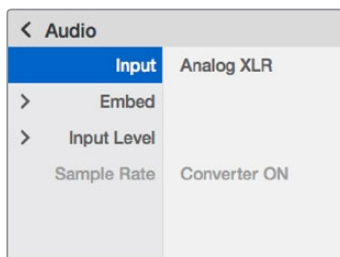 Audio
Input Analog XLR
Embed
Input Level
Sample Rate Converter ON